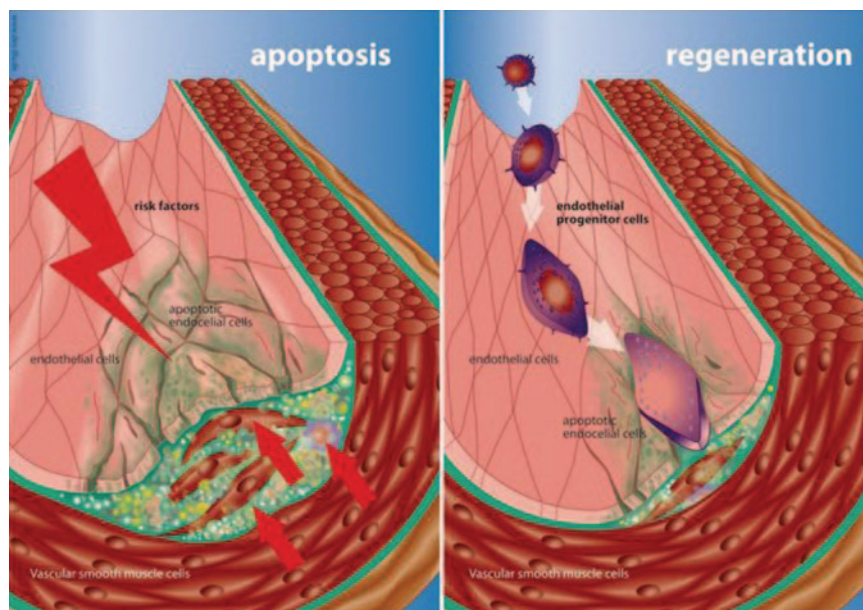 apoptosis
risk factors
apoptotic
endocelial cells
endothelial cells
Vascular smooth muscle cells
regeneration
endothelial
progenitor cells
endothelial cells
apoptotic
endocelial cells
Vascular smooth muscle cells